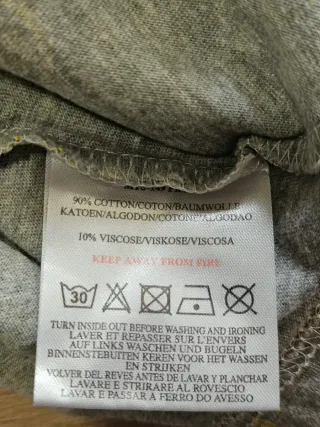 90% COTTON/COTON/BAUMWOLLE
KATOEN/ALGODON/COTONE/ALGODAO
10% VISCOSE/VISKOSE/VISCOSA
KEEP AWAY FROM FIRE
30
TURN INSIDE OUT BEFORE WASHING AND IRONING
LAVER ET REPASSER SUR L'ENVERS
AUF LINKS WASCHEN UND BUGELN
BINNENSTEBUITEN KEREN VOOR HET WASSEN
EN STRIJKEN
VOLVER DEL REVES ANTES DE LAVAR Y PLANCHAR
LAVARE E STIRARE AL ROVESCIO
LAVAR E PASSAR A FERRO DO AVESSO